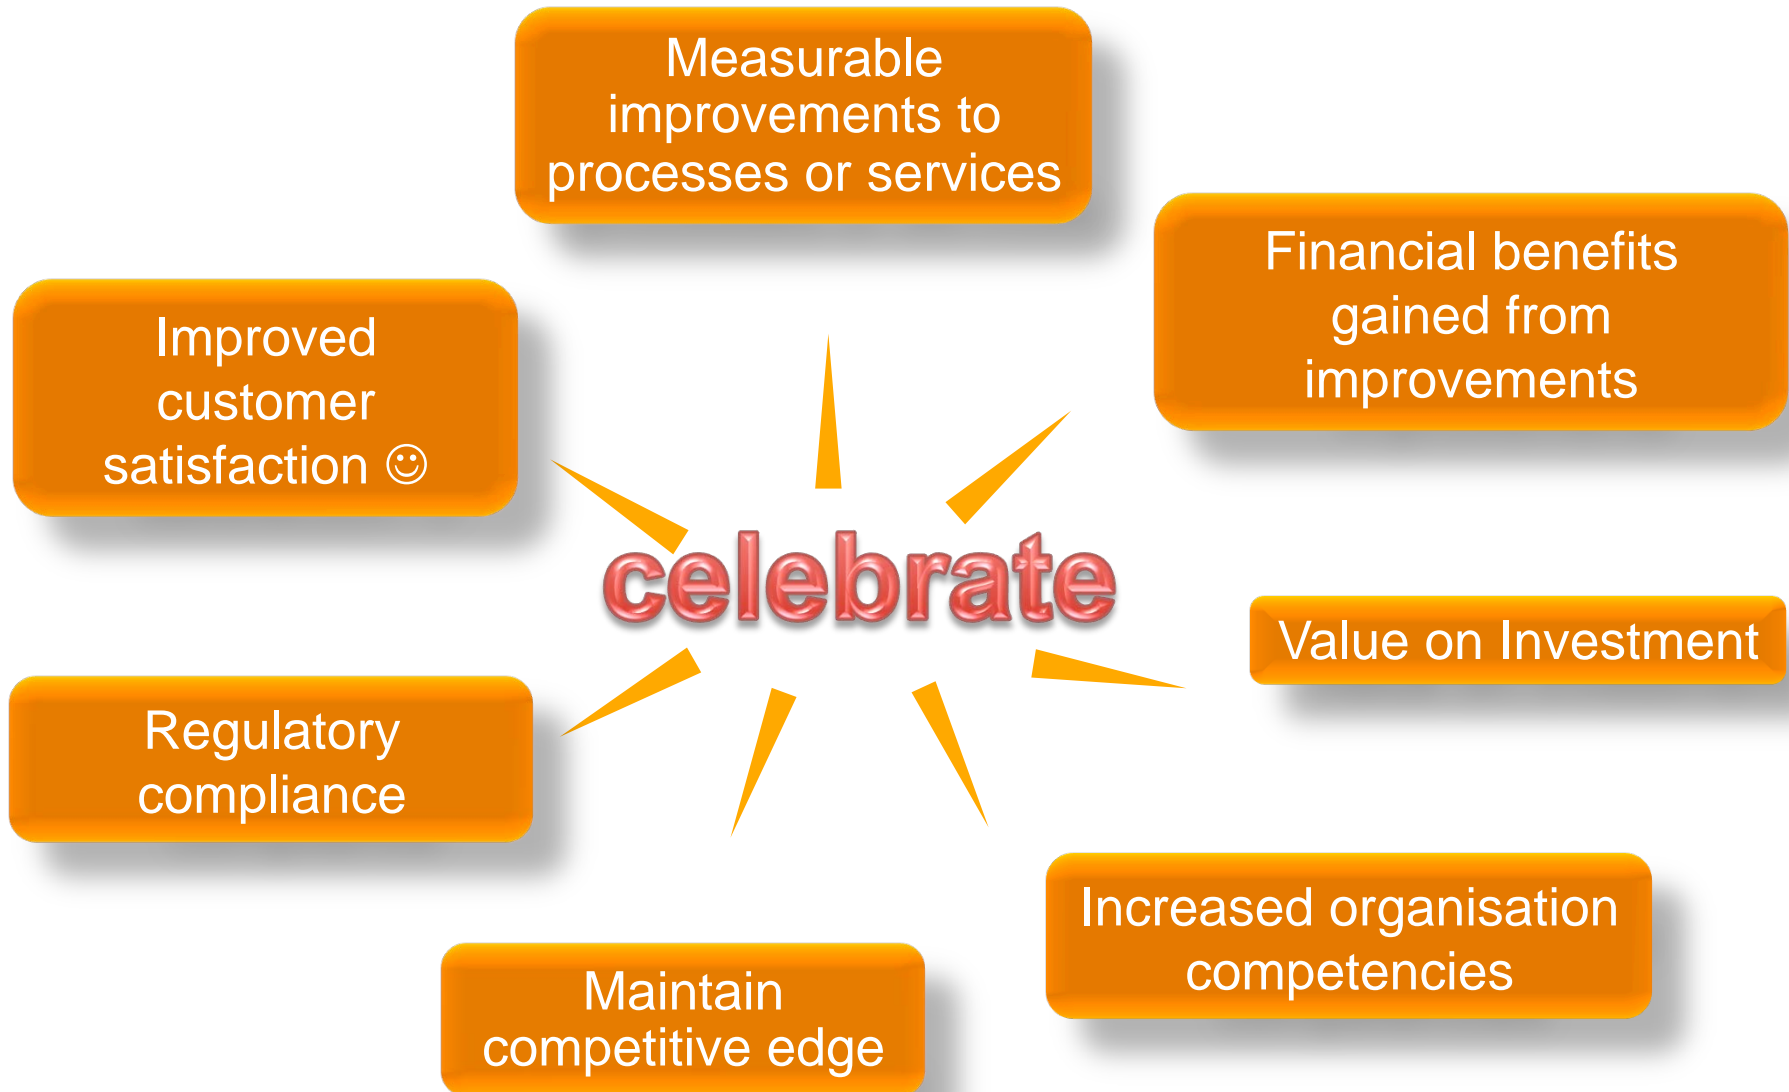 Measurable
improvements to
processes or services
Financial benefits
gained from
improvements
Improved
customer
satisfaction ☺
celebrate
Value on Investment
Regulatory
compliance
Increased organisation
competencies
Maintain
competitive edge